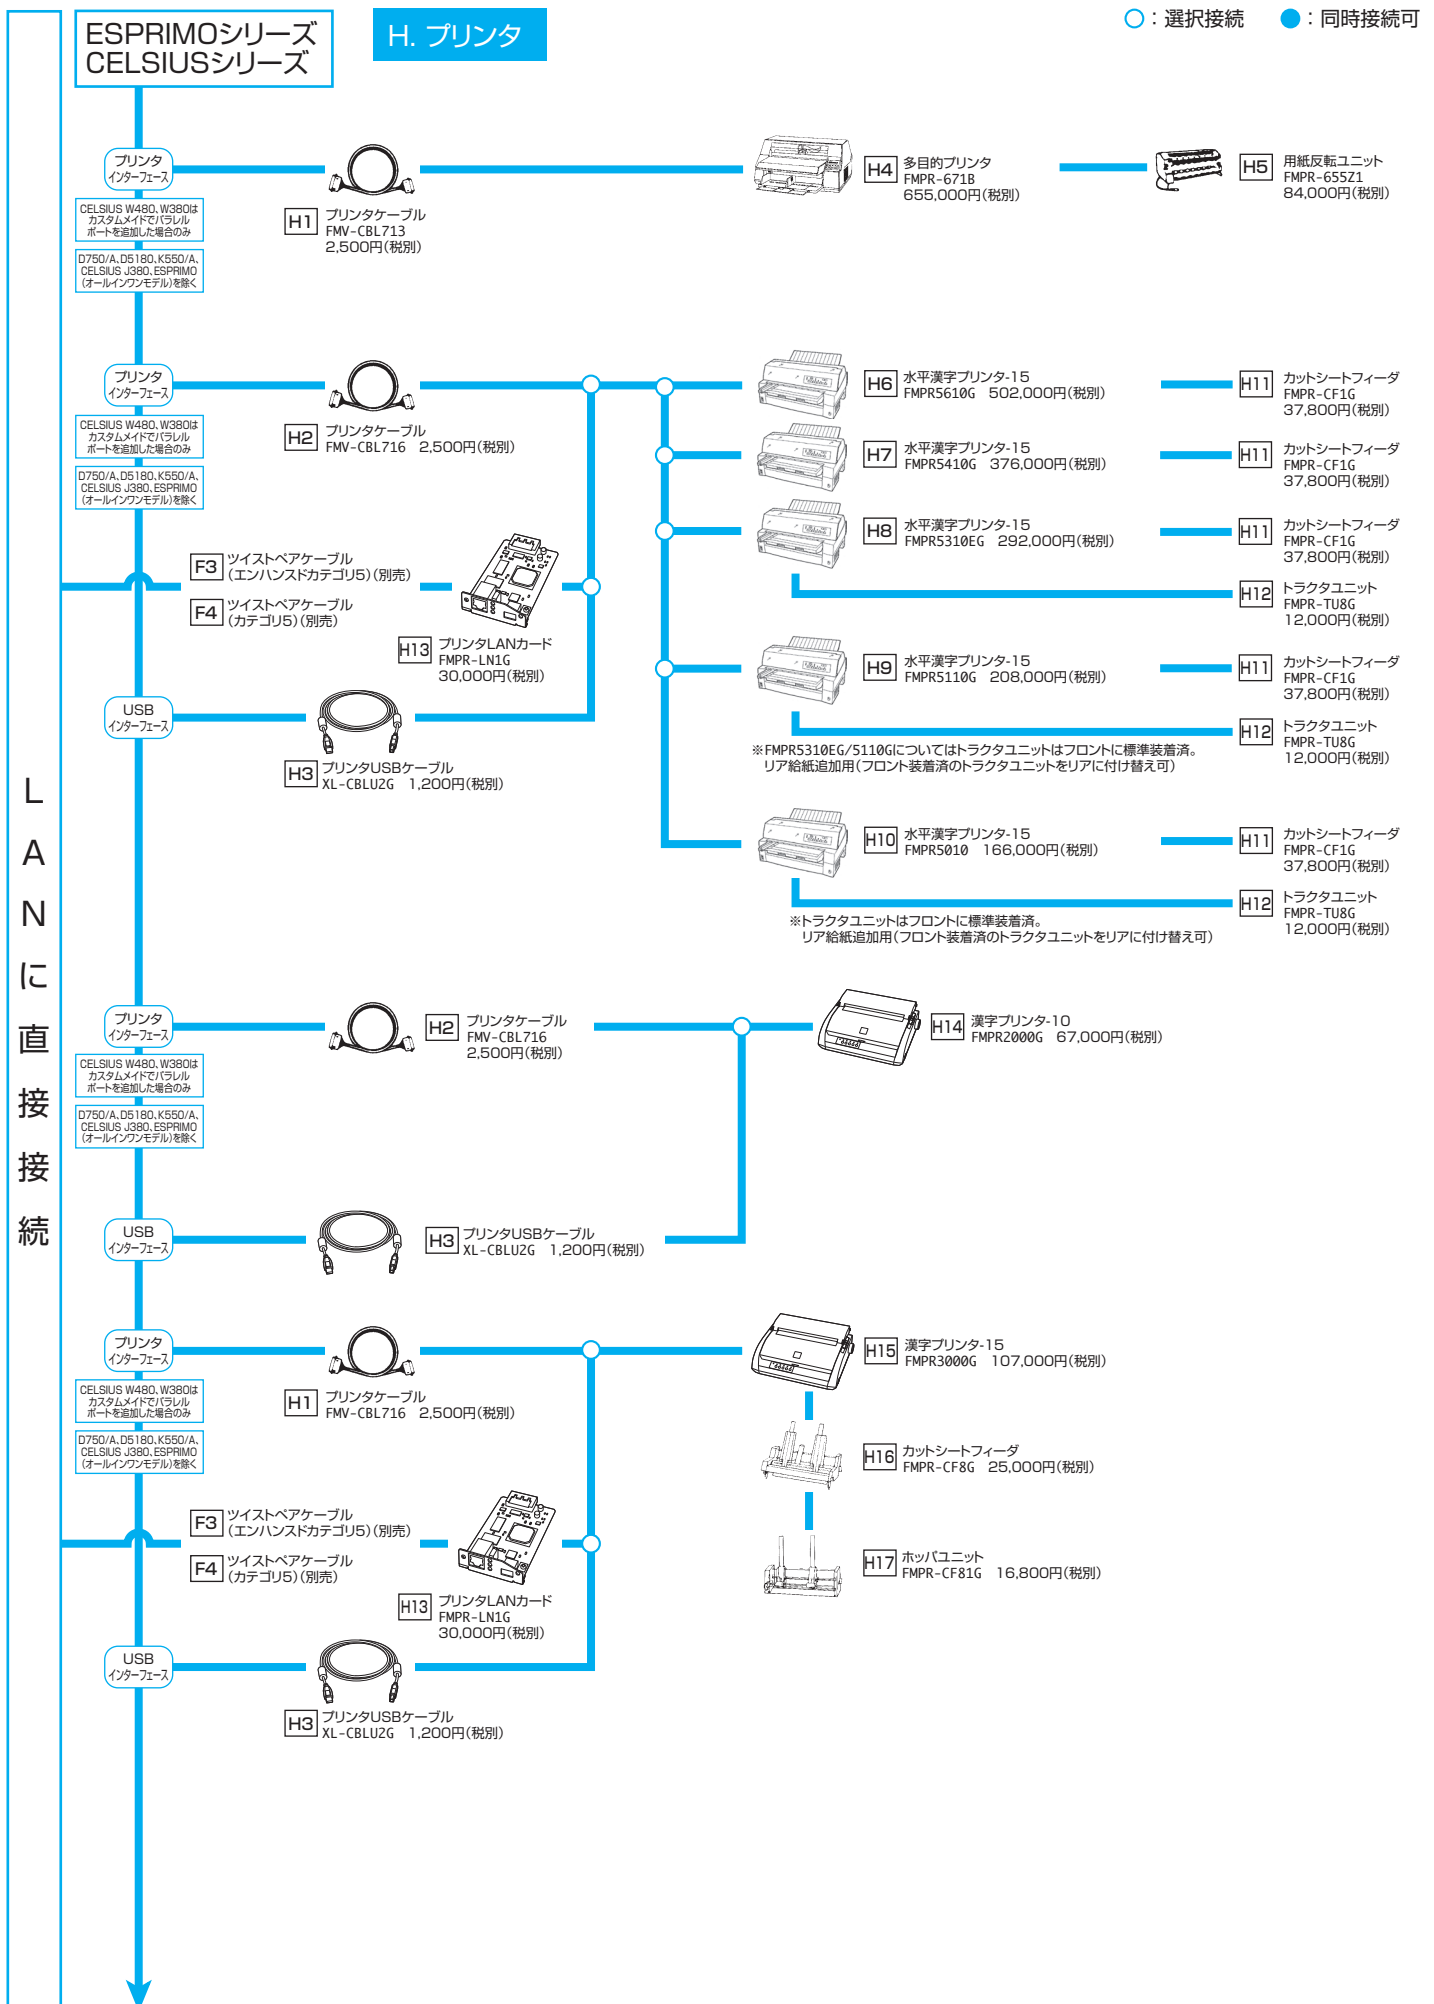 ESPRIMOシリーズ
CELSIUSシリーズ
H. プリンタ
○：選択接続　●：同時接続可
LANに直接接続
プリンタ
インターフェース
CELSIUS W480、W380は
カスタムメイドでパラレル
ポートを追加した場合のみ
D750/A、D5180、K550/A、
CELSIUS J380、ESPRIMO
(オールインワンモデル)を除く
H1 プリンタケーブル
FMV-CBL713
2,500円(税別)
H4 多目的プリンタ
FMPR-671B
655,000円(税別)
H5 用紙反転ユニット
FMPR-655Z1
84,000円(税別)
プリンタ
インターフェース
CELSIUS W480、W380は
カスタムメイドでパラレル
ポートを追加した場合のみ
D750/A、D5180、K550/A、
CELSIUS J380、ESPRIMO
(オールインワンモデル)を除く
H2 プリンタケーブル
FMV-CBL716　2,500円(税別)
H6 水平漢字プリンタ-15
FMPR5610G　502,000円(税別)
H11 カットシートフィーダ
FMPR-CF1G
37,800円(税別)
H7 水平漢字プリンタ-15
FMPR5410G　376,000円(税別)
H11 カットシートフィーダ
FMPR-CF1G
37,800円(税別)
H8 水平漢字プリンタ-15
FMPR5310EG　292,000円(税別)
H11 カットシートフィーダ
FMPR-CF1G
37,800円(税別)
H12 トラクタユニット
FMPR-TU8G
12,000円(税別)
F3 ツイストペアケーブル
(エンハンスドカテゴリ5)(別売)
F4 ツイストペアケーブル
(カテゴリ5)(別売)
H13 プリンタLANカード
FMPR-LN1G
30,000円(税別)
H9 水平漢字プリンタ-15
FMPR5110G　208,000円(税別)
H11 カットシートフィーダ
FMPR-CF1G
37,800円(税別)
H12 トラクタユニット
FMPR-TU8G
12,000円(税別)
USB
インターフェース
H3 プリンタUSBケーブル
XL-CBLU2G　1,200円(税別)
※FMPR5310EG/5110Gについてはトラクタユニットはフロントに標準装着済。
リア給紙追加用(フロント装着済のトラクタユニットをリアに付け替え可)
H10 水平漢字プリンタ-15
FMPR5010　166,000円(税別)
H11 カットシートフィーダ
FMPR-CF1G
37,800円(税別)
H12 トラクタユニット
FMPR-TU8G
12,000円(税別)
※トラクタユニットはフロントに標準装着済。
リア給紙追加用(フロント装着済のトラクタユニットをリアに付け替え可)
プリンタ
インターフェース
CELSIUS W480、W380は
カスタムメイドでパラレル
ポートを追加した場合のみ
D750/A、D5180、K550/A、
CELSIUS J380、ESPRIMO
(オールインワンモデル)を除く
H2 プリンタケーブル
FMV-CBL716
2,500円(税別)
H14 漢字プリンタ-10
FMPR2000G　67,000円(税別)
USB
インターフェース
H3 プリンタUSBケーブル
XL-CBLU2G　1,200円(税別)
プリンタ
インターフェース
CELSIUS W480、W380は
カスタムメイドでパラレル
ポートを追加した場合のみ
D750/A、D5180、K550/A、
CELSIUS J380、ESPRIMO
(オールインワンモデル)を除く
H1 プリンタケーブル
FMV-CBL716　2,500円(税別)
H15 漢字プリンタ-15
FMPR3000G　107,000円(税別)
H16 カットシートフィーダ
FMPR-CF8G　25,000円(税別)
H17 ホッパユニット
FMPR-CF81G　16,800円(税別)
F3 ツイストペアケーブル
(エンハンスドカテゴリ5)(別売)
F4 ツイストペアケーブル
(カテゴリ5)(別売)
H13 プリンタLANカード
FMPR-LN1G
30,000円(税別)
USB
インターフェース
H3 プリンタUSBケーブル
XL-CBLU2G　1,200円(税別)